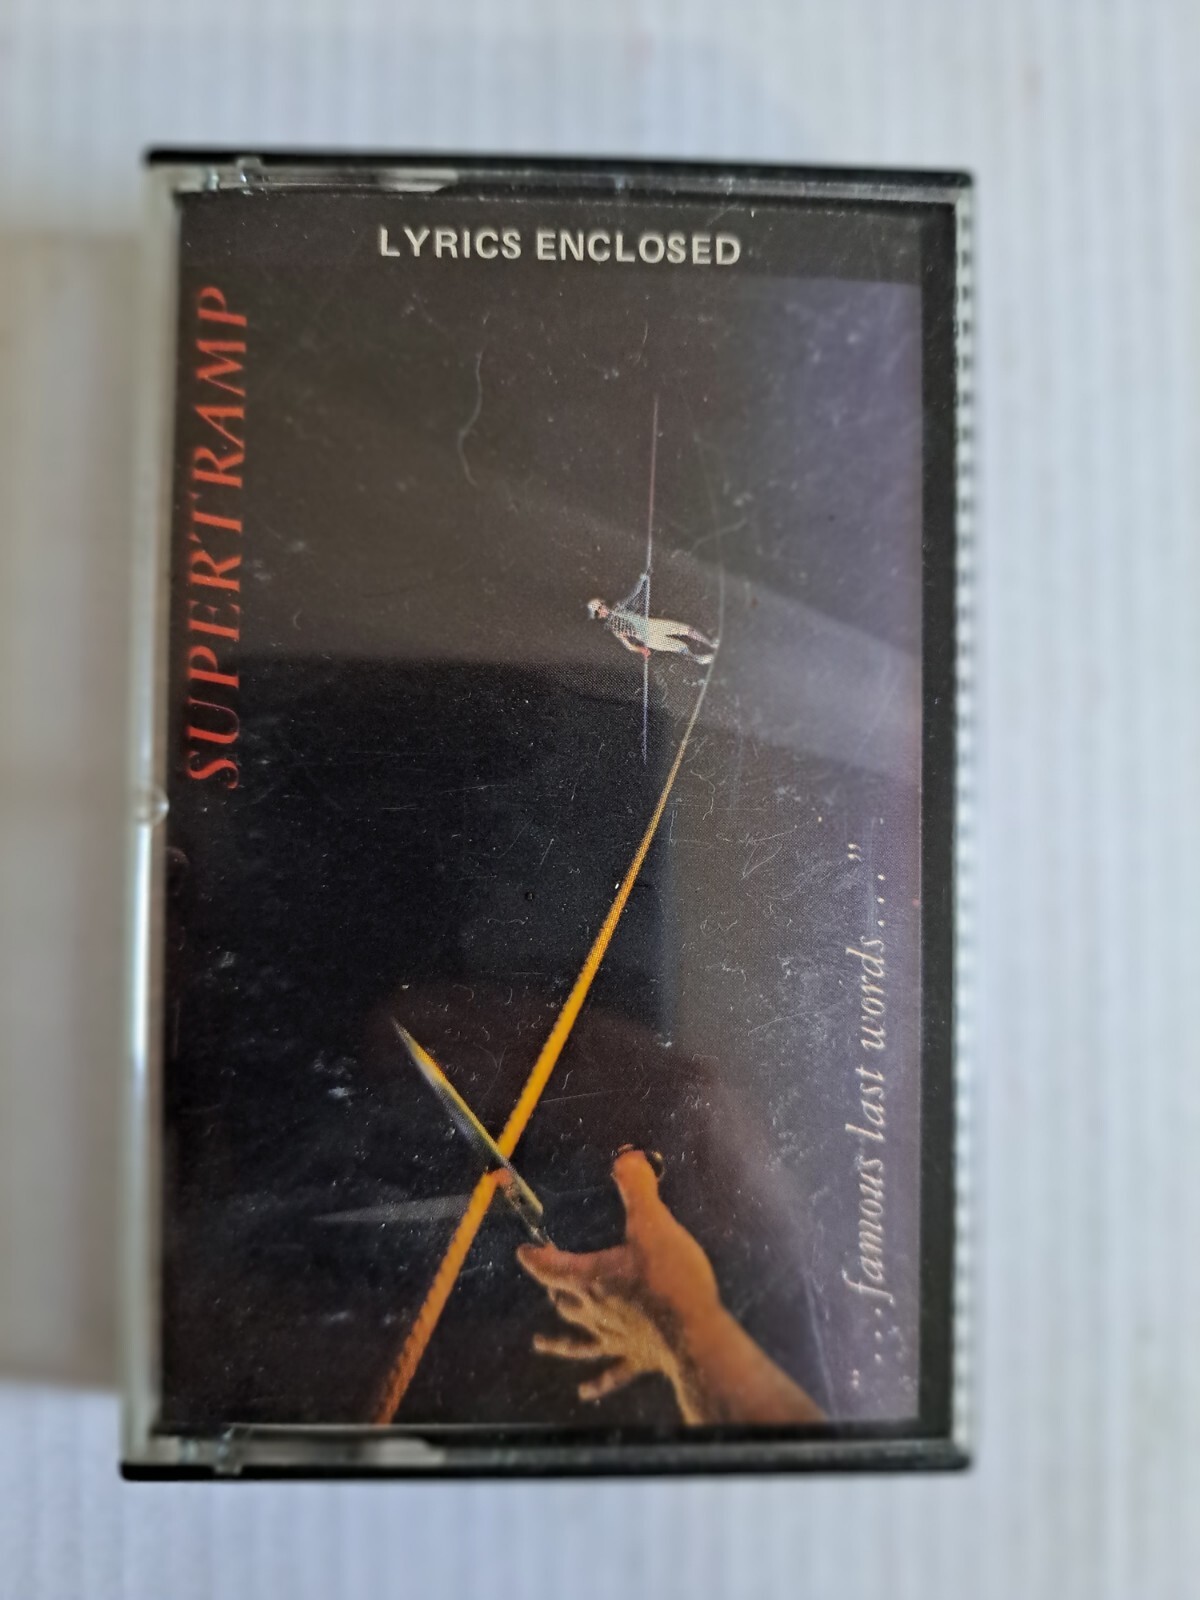 LYRICS ENCLOSED
SUPERTRAMP
"...famous last words..."